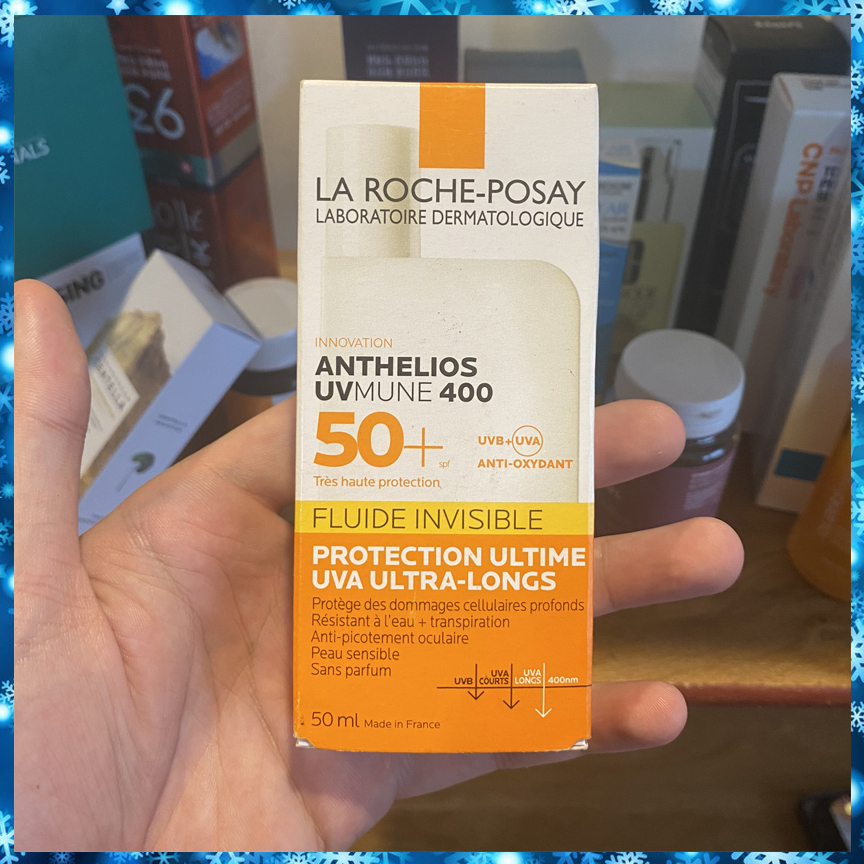 LA ROCHE-POSAY
LABORATOIRE DERMATOLOGIQUE
INNOVATION
ANTHELIOS
UVMUNE 400
50+
spf
UVB+UVA
ANTI-OXYDANT
Très haute protection
FLUIDE INVISIBLE
PROTECTION ULTIME
UVA ULTRA-LONGS
Protège des dommages cellulaires profonds
Résistant à l'eau + transpiration
Anti-picotement oculaire
Peau sensible
Sans parfum
UVB
UVA COURTS
UVA LONGS
400nm
50 ml Made in France
CNP Laboratory